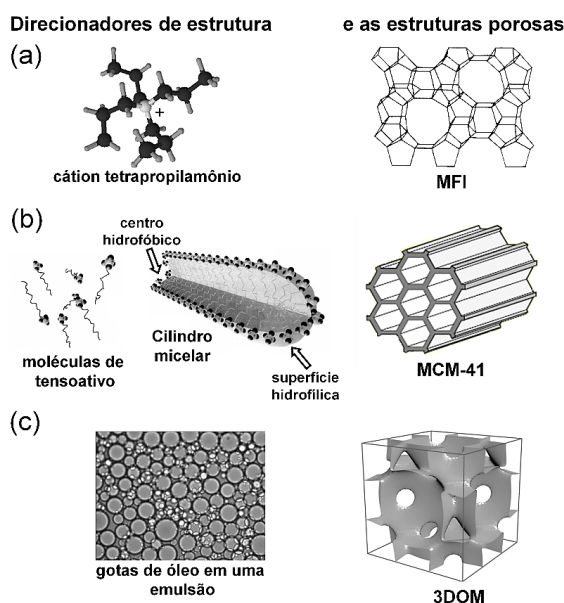 Direcionadores de estrutura
e as estruturas porosas
(a)
+
cátion tetrapropilamônio
MFI
(b)
centro
hidrofóbico
moléculas de
tensoativo
Cilindro
micelar
superfície
hidrofílica
MCM-41
(c)
gotas de óleo em uma
emulsão
3DOM